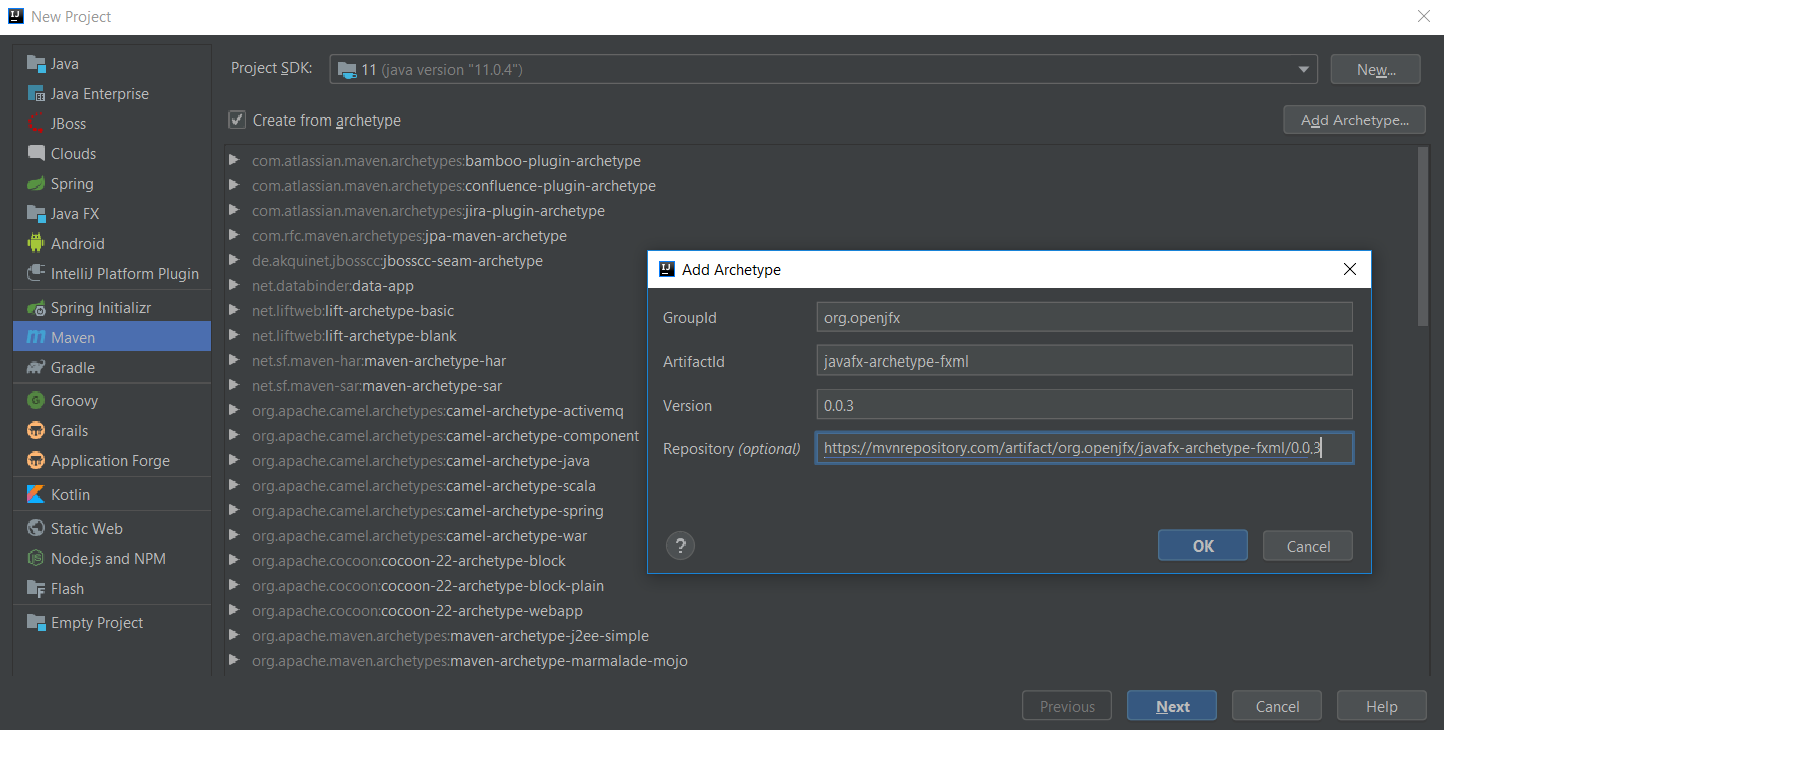 New Project
Java
Java Enterprise
JBoss
Clouds
Spring
Java FX
Android
IntelliJ Platform Plugin
Spring Initializr
Maven
Gradle
Groovy
Grails
Application Forge
Kotlin
Static Web
Node.js and NPM
Flash
Empty Project
Project SDK: 11 (java version "11.0.4") New...
Create from archetype Add Archetype...
com.atlassian.maven.archetypes:bamboo-plugin-archetype
com.atlassian.maven.archetypes:confluence-plugin-archetype
com.atlassian.maven.archetypes:jira-plugin-archetype
com.rfc.maven.archetypes:jpa-maven-archetype
de.akquinet.jbosscc:jbosscc-seam-archetype
net.databinder:data-app
net.liftweb:lift-archetype-basic
net.liftweb:lift-archetype-blank
net.sf.maven-har:maven-archetype-har
net.sf.maven-sar:maven-archetype-sar
org.apache.camel.archetypes:camel-archetype-activemq
org.apache.camel.archetypes:camel-archetype-component
org.apache.camel.archetypes:camel-archetype-java
org.apache.camel.archetypes:camel-archetype-scala
org.apache.camel.archetypes:camel-archetype-spring
org.apache.camel.archetypes:camel-archetype-war
org.apache.cocoon:cocoon-22-archetype-block
org.apache.cocoon:cocoon-22-archetype-block-plain
org.apache.cocoon:cocoon-22-archetype-webapp
org.apache.maven.archetypes:maven-archetype-j2ee-simple
org.apache.maven.archetypes:maven-archetype-marmalade-mojo
Add Archetype
GroupId org.openjfx
ArtifactId javafx-archetype-fxml
Version 0.0.3
Repository (optional) https://mvnrepository.com/artifact/org.openjfx/javafx-archetype-fxml/0.0.3
? OK Cancel
Previous Next Cancel Help